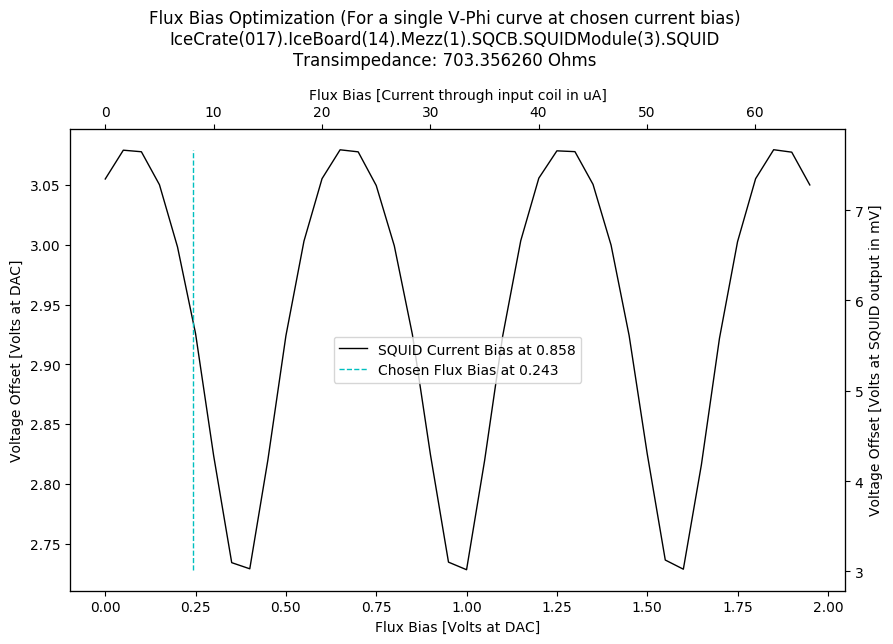 Flux Bias Optimization (For a single V-Phi curve at chosen current bias)
IceCrate(017).IceBoard(14).Mezz(1).SQCB.SQUIDModule(3).SQUID
Transimpedance: 703.356260 Ohms
Flux Bias [Current through input coil in uA]
0 10 20 30 40 50 60
Voltage Offset [Volts at DAC]
3.05
3.00
2.95
2.90
2.85
2.80
2.75
SQUID Current Bias at 0.858
Chosen Flux Bias at 0.243
7
6
5
4
3
Voltage Offset [Volts at SQUID output in mV]
0.00 0.25 0.50 0.75 1.00 1.25 1.50 1.75 2.00
Flux Bias [Volts at DAC]